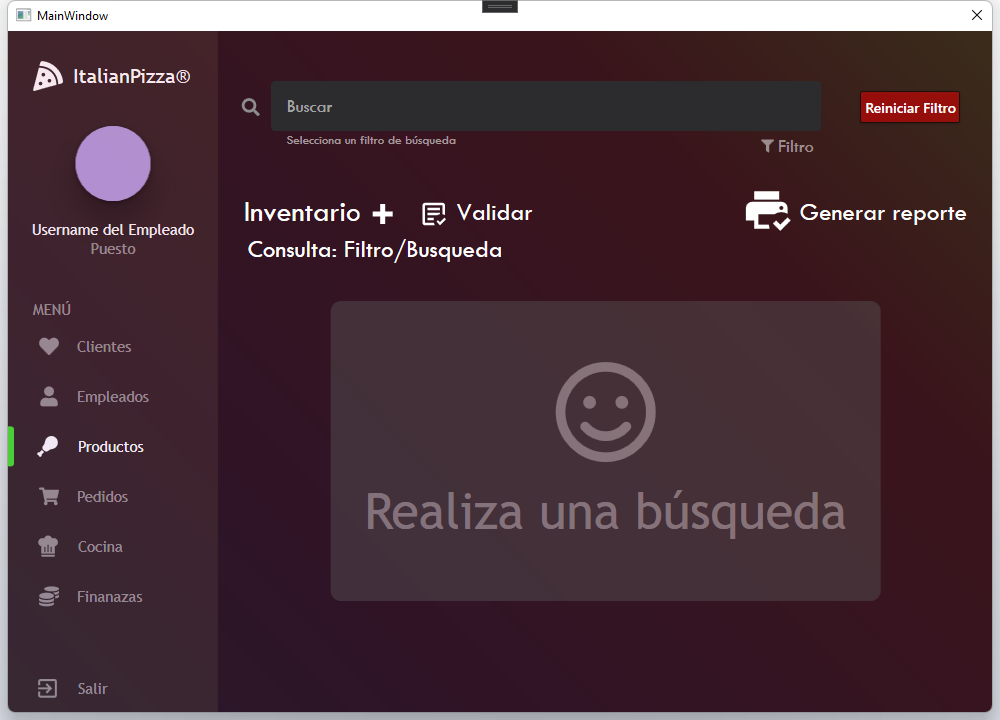 MainWindow
ItalianPizza®
Username del Empleado
Puesto
MENÚ
Clientes
Empleados
Productos
Pedidos
Cocina
Finanazas
Salir
Buscar
Reiniciar Filtro
Selecciona un filtro de búsqueda
Filtro
Inventario
Validar
Generar reporte
Consulta: Filtro/Busqueda
Realiza una búsqueda